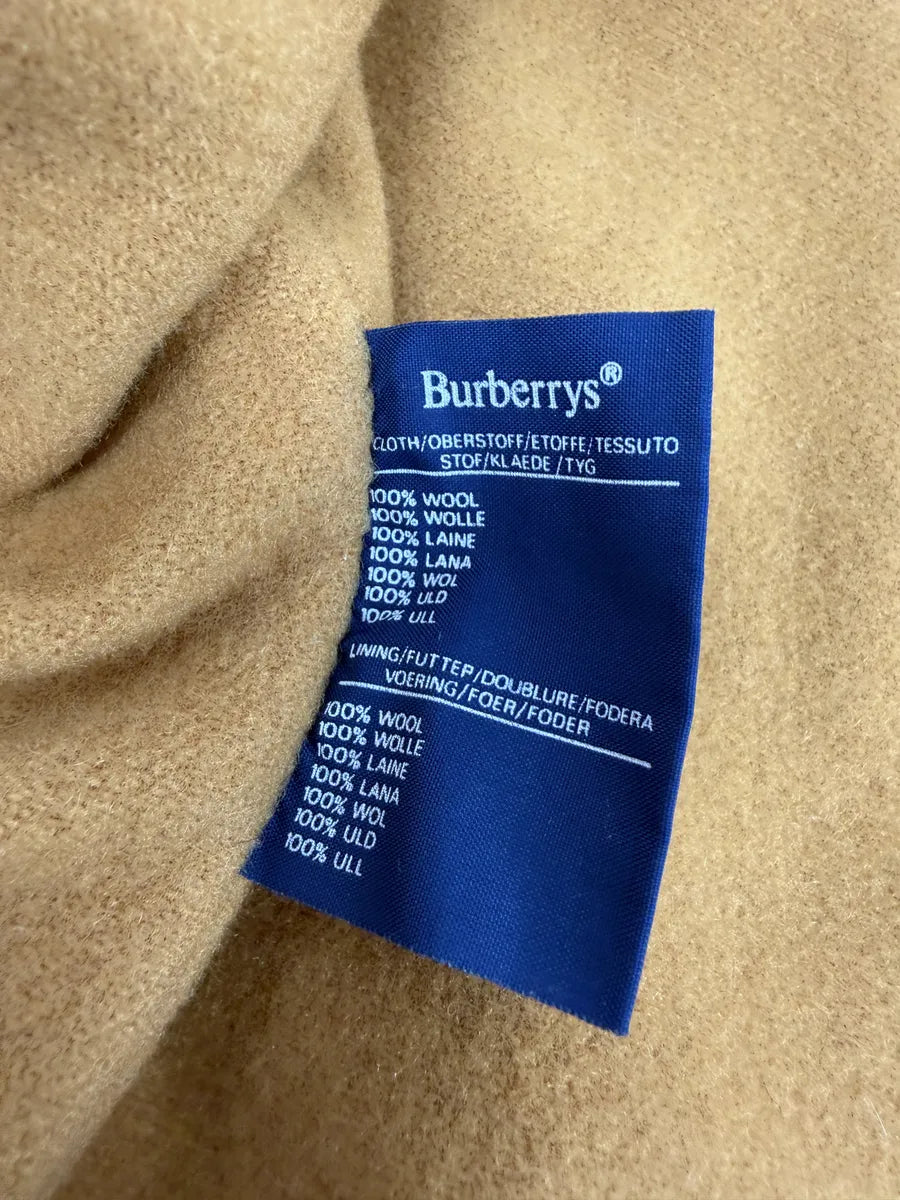 Burberrys®
CLOTH/OBERSTOFF/ETOFFE/TESSUTO
STOF/KLAEDE/TYG
100% WOOL
100% WOLLE
100% LAINE
100% LANA
100% WOL
100% ULD
100% ULL
LINING/FUTTEP/DOUBLURE/FODERA
VOERING/FOER/FODER
100% WOOL
100% WOLLE
100% LAINE
100% LANA
100% WOL
100% ULD
100% ULL